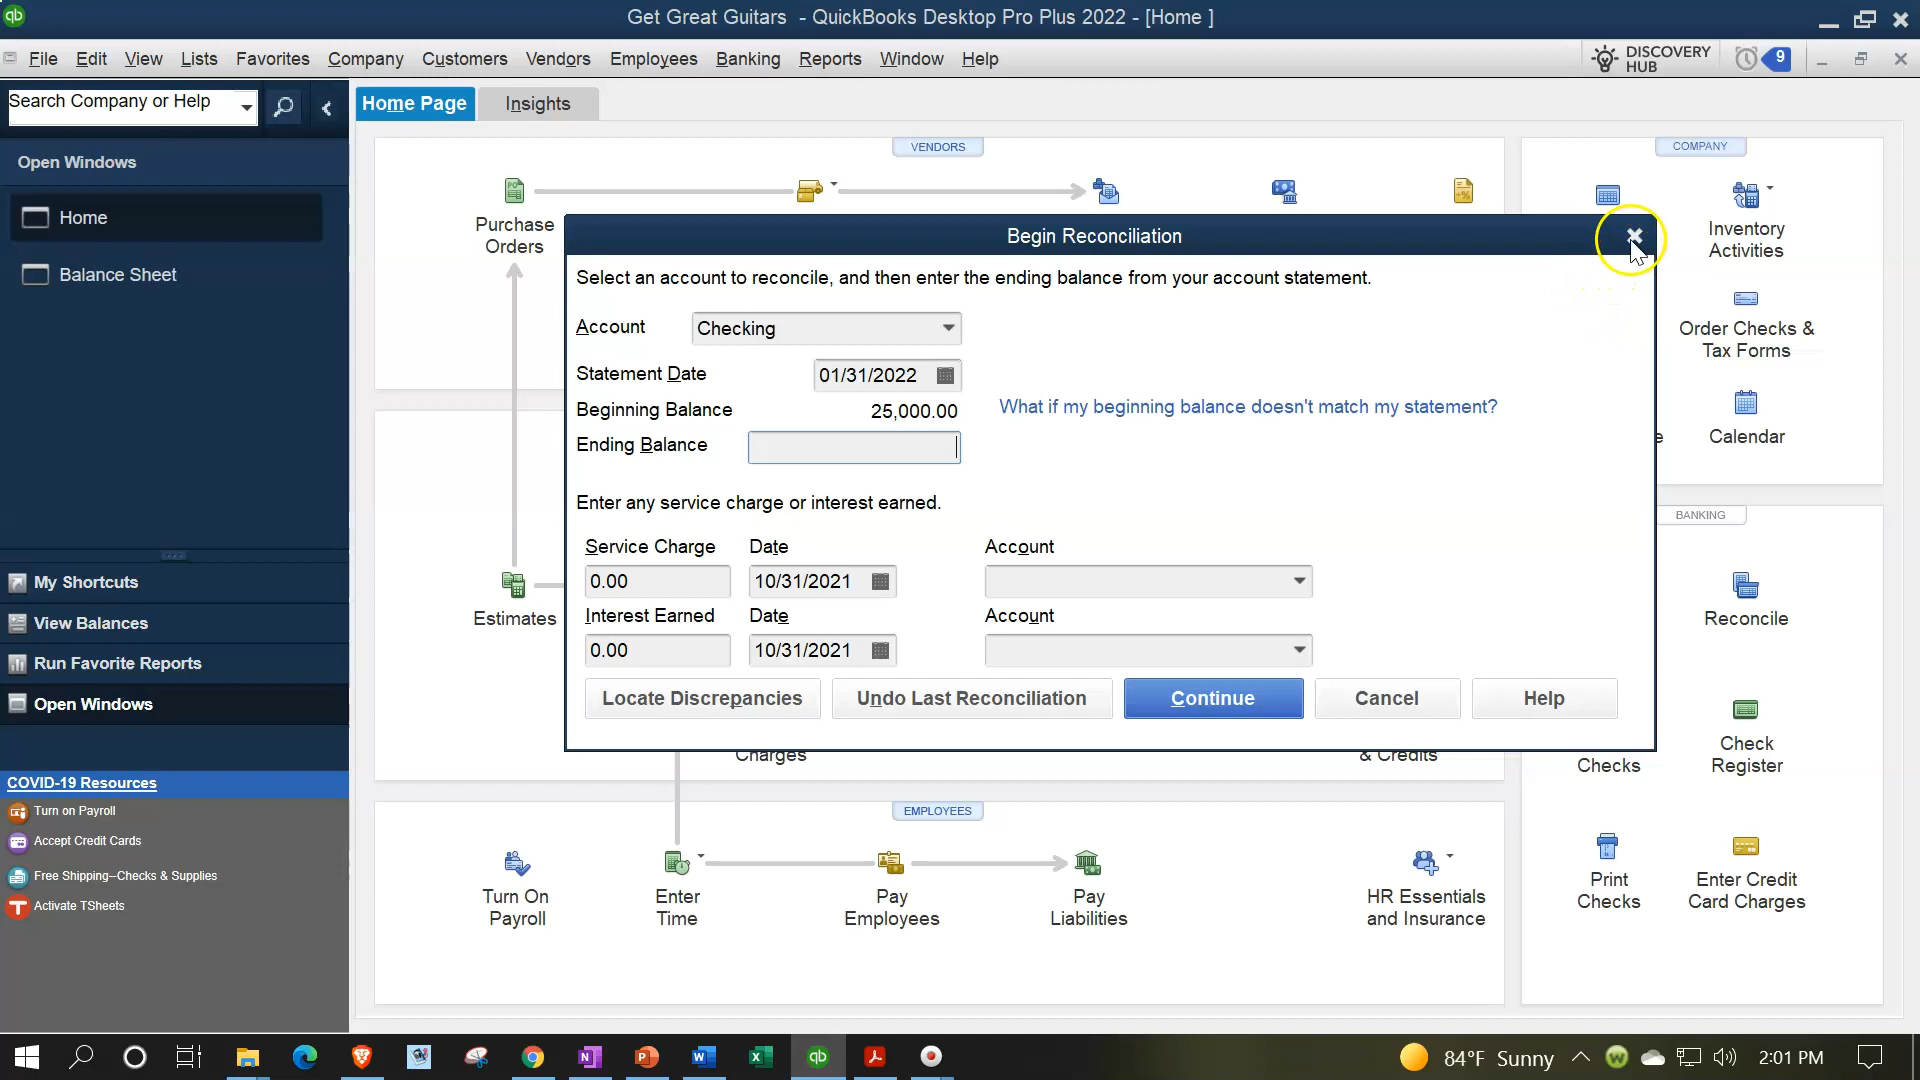 qb
Get Great Guitars - QuickBooks Desktop Pro Plus 2022 - [Home ]
File Edit View Lists Favorites Company Customers Vendors Employees Banking Reports Window Help
DISCOVERY
HUB
9
Search Company or Help
Home Page Insights
Open Windows
Home
Balance Sheet
My Shortcuts
View Balances
Run Favorite Reports
Open Windows
COVID-19 Resources
Turn on Payroll
Accept Credit Cards
Free Shipping--Checks & Supplies
Activate TSheets
VENDORS
Purchase
Orders
Estimates
COMPANY
Inventory
Activities
Order Checks &
Tax Forms
Calendar
e
Begin Reconciliation
Select an account to reconcile, and then enter the ending balance from your account statement.
Account Checking
Statement Date 01/31/2022
Beginning Balance 25,000.00 What if my beginning balance doesn't match my statement?
Ending Balance
Enter any service charge or interest earned.
Service Charge Date Account
0.00 10/31/2021
Interest Earned Date Account
0.00 10/31/2021
Locate Discrepancies Undo Last Reconciliation Continue Cancel Help
Charges & Credits
BANKING
Reconcile
Checks
Check
Register
Print
Checks
Enter Credit
Card Charges
EMPLOYEES
Turn On
Payroll
Enter
Time
Pay
Employees
Pay
Liabilities
HR Essentials
and Insurance
84°F Sunny 2:01 PM